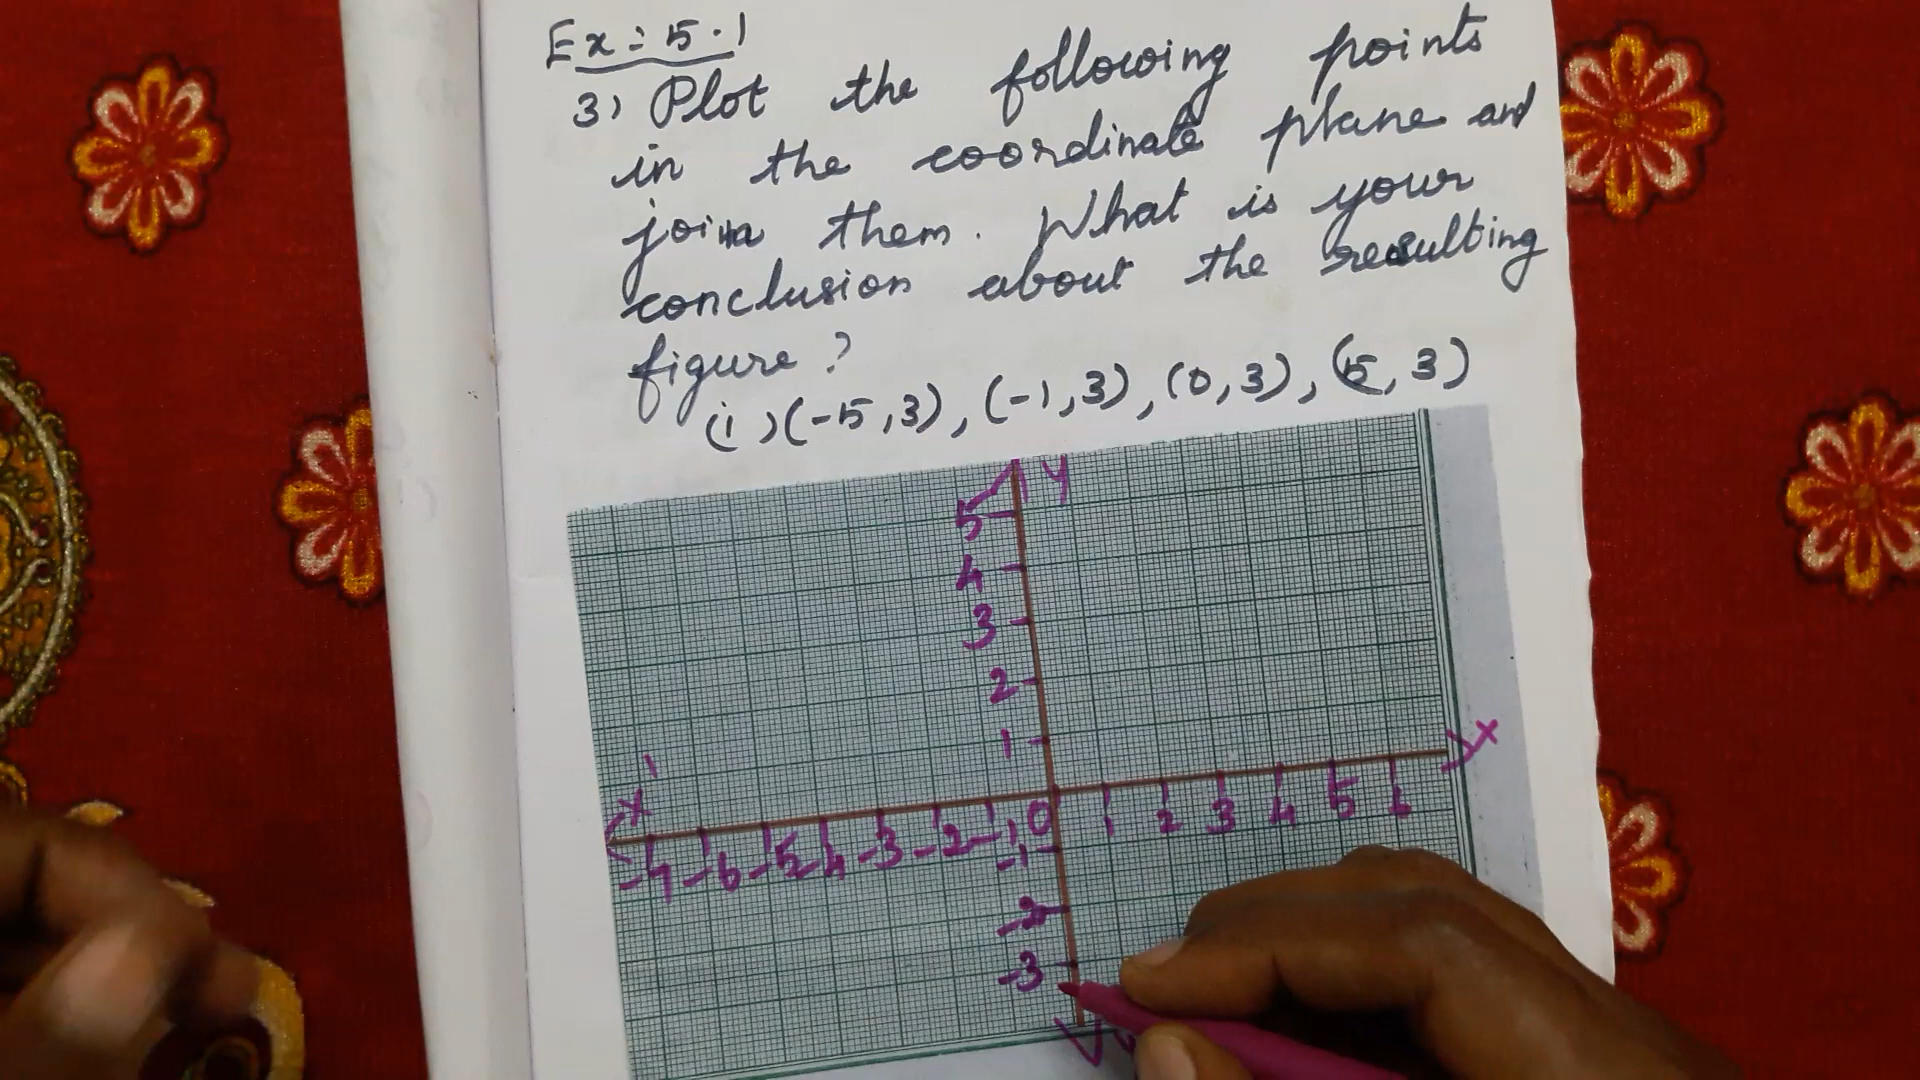 Ex: 5.1
3) Plot the following points
in the coordinate plane and
join them. What is your
conclusion about the resulting
figure?
(i) (-5,3), (-1,3), (0,3), (5,3)
Y
5
4
3
2
1
X
X'
-7 -6 -5 -4 -3 -2 -1 0 1 2 3 4 5 6
-1
-2
-3